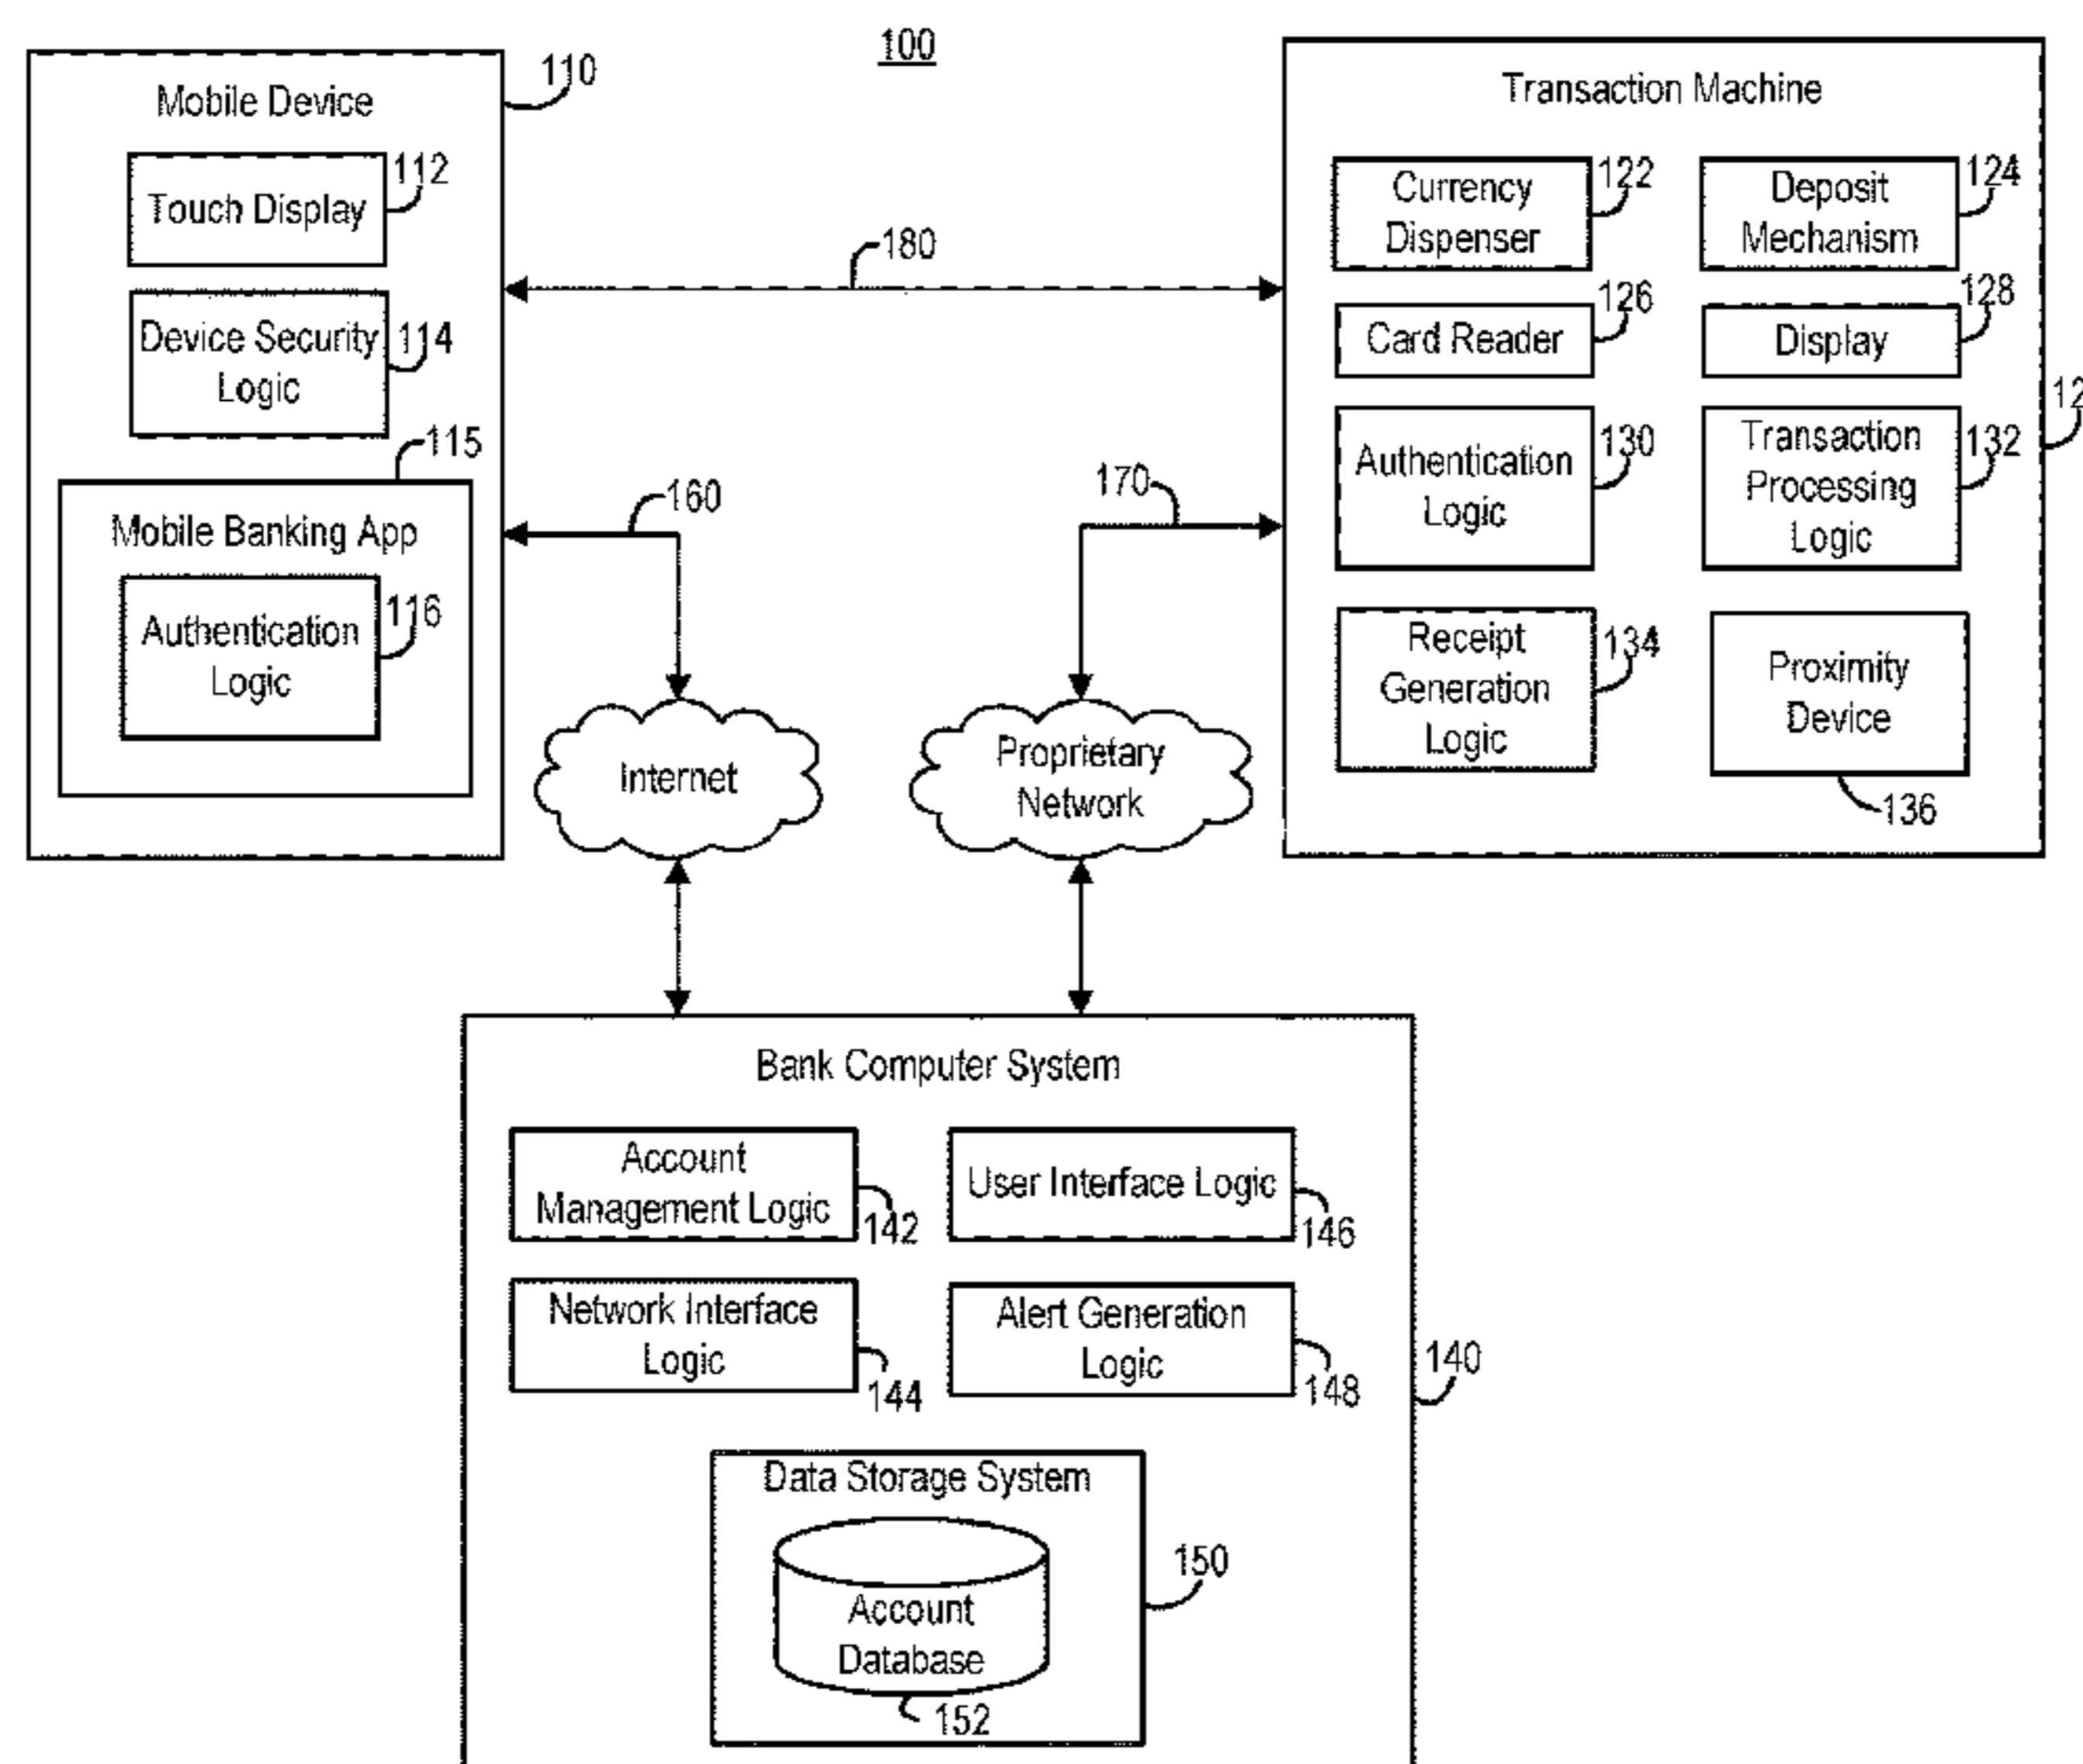 100
Mobile Device
110
Touch Display
112
Device Security
Logic
114
115
Mobile Banking App
Authentication
Logic
116
180
160
170
Internet
Proprietary
Network
Transaction Machine
Currency
Dispenser
122
Deposit
Mechanism
124
Card Reader
126
Display
128
Authentication
Logic
130
Transaction
Processing
Logic
132
Receipt
Generation
Logic
134
Proximity
Device
136
Bank Computer System
140
Account
Management Logic
142
User Interface Logic
146
Network Interface
Logic
144
Alert Generation
Logic
148
Data Storage System
150
Account
Database
152